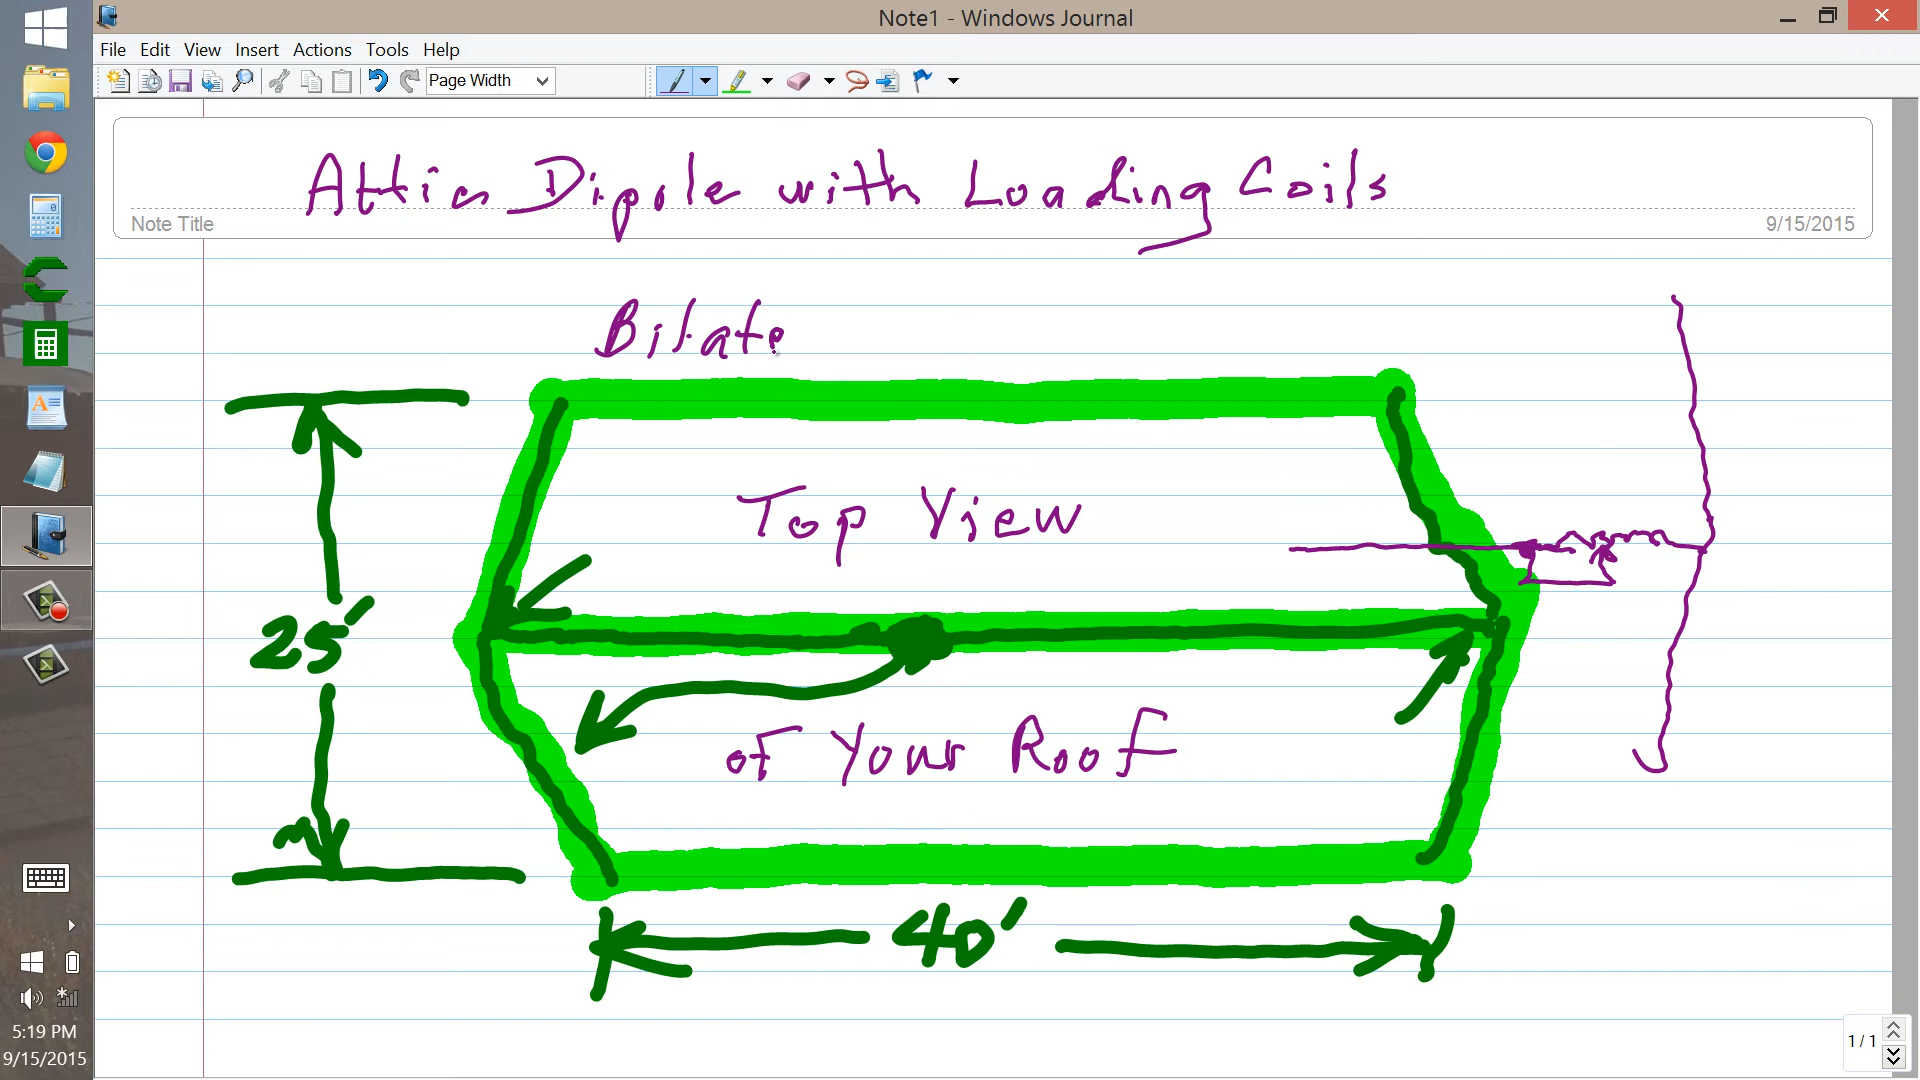 Note1 - Windows Journal
File Edit View Insert Actions Tools Help
Page Width
Attic Dipole with Loading Coils
Note Title
9/15/2015
Top View
25'
of Your Roof
40'
1 / 1
5:19 PM
9/15/2015